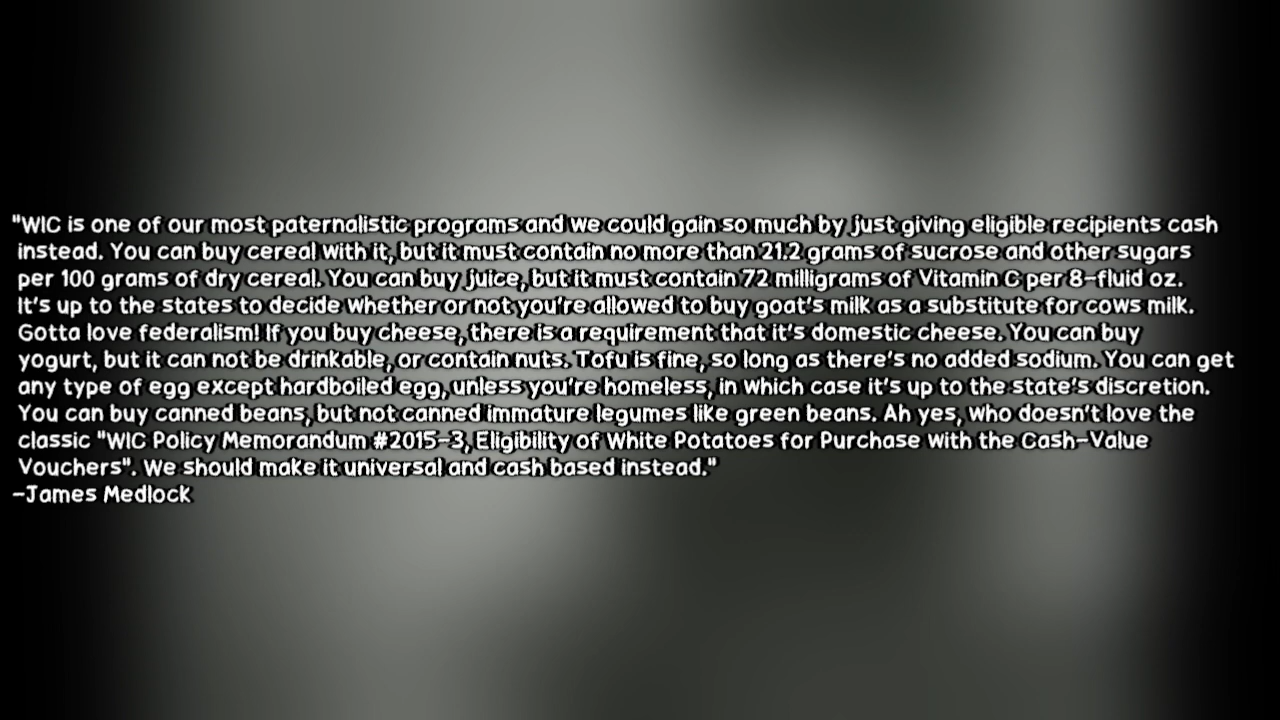 "WIC is one of our most paternalistic programs and we could gain so much by just giving eligible recipients cash
instead. You can buy cereal with it, but it must contain no more than 21.2 grams of sucrose and other sugars
per 100 grams of dry cereal. You can buy juice, but it must contain 72 milligrams of Vitamin C per 8-fluid oz.
It's up to the states to decide whether or not you're allowed to buy goat's milk as a substitute for cows milk.
Gotta love federalism! If you buy cheese, there is a requirement that it's domestic cheese. You can buy
yogurt, but it can not be drinkable, or contain nuts. Tofu is fine, so long as there's no added sodium. You can get
any type of egg except hardboiled egg, unless you're homeless, in which case it's up to the state's discretion.
You can buy canned beans, but not canned immature legumes like green beans. Ah yes, who doesn't love the
classic "WIC Policy Memorandum #2015-3, Eligibility of White Potatoes for Purchase with the Cash-Value
Vouchers". We should make it universal and cash based instead."
-James Medlock